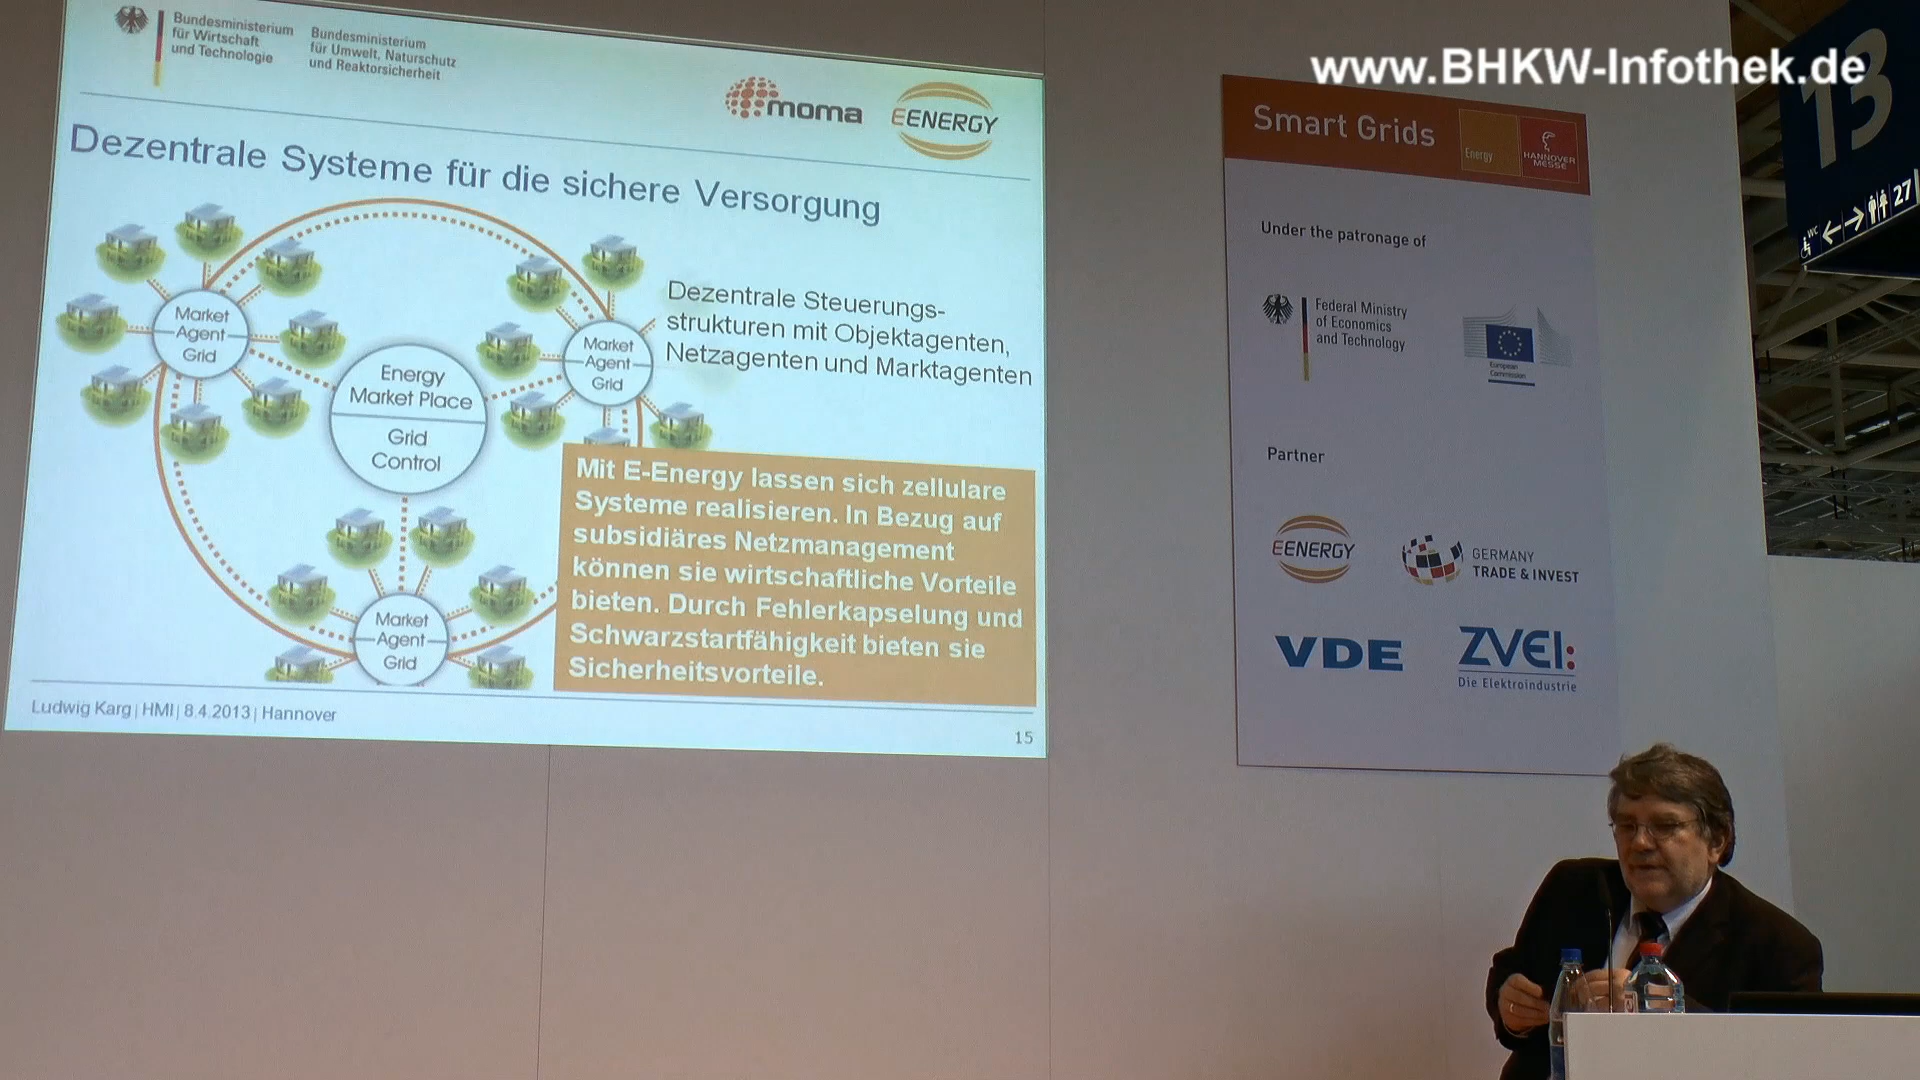 Bundesministerium
für Wirtschaft
und Technologie
Bundesministerium
für Umwelt, Naturschutz
und Reaktorsicherheit
moma
EENERGY
Dezentrale Systeme für die sichere Versorgung
Market
Agent
Grid
Energy
Market Place
Grid
Control
Market
Agent
Grid
Market
Agent
Grid
Dezentrale Steuerungs-
strukturen mit Objektagenten,
Netzagenten und Marktagenten
Mit E-Energy lassen sich zellulare
Systeme realisieren. In Bezug auf
subsidiäres Netzmanagement
können sie wirtschaftliche Vorteile
bieten. Durch Fehlerkapselung und
Schwarzstartfähigkeit bieten sie
Sicherheitsvorteile.
Ludwig Karg | HMI | 8.4.2013 | Hannover
15
www.BHKW-Infothek.de
Smart Grids
Energy
HANNOVER
MESSE
Under the patronage of
Federal Ministry
of Economics
and Technology
European
Commission
Partner
EENERGY
GERMANY
TRADE & INVEST
VDE
ZVEI:
Die Elektroindustrie
13
WC
27